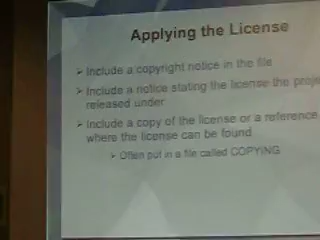 Applying the License
Include a copyright notice in the file
Include a notice stating the license the proje
released under
Include a copy of the license or a reference
where the license can be found
Often put in a file called COPYING